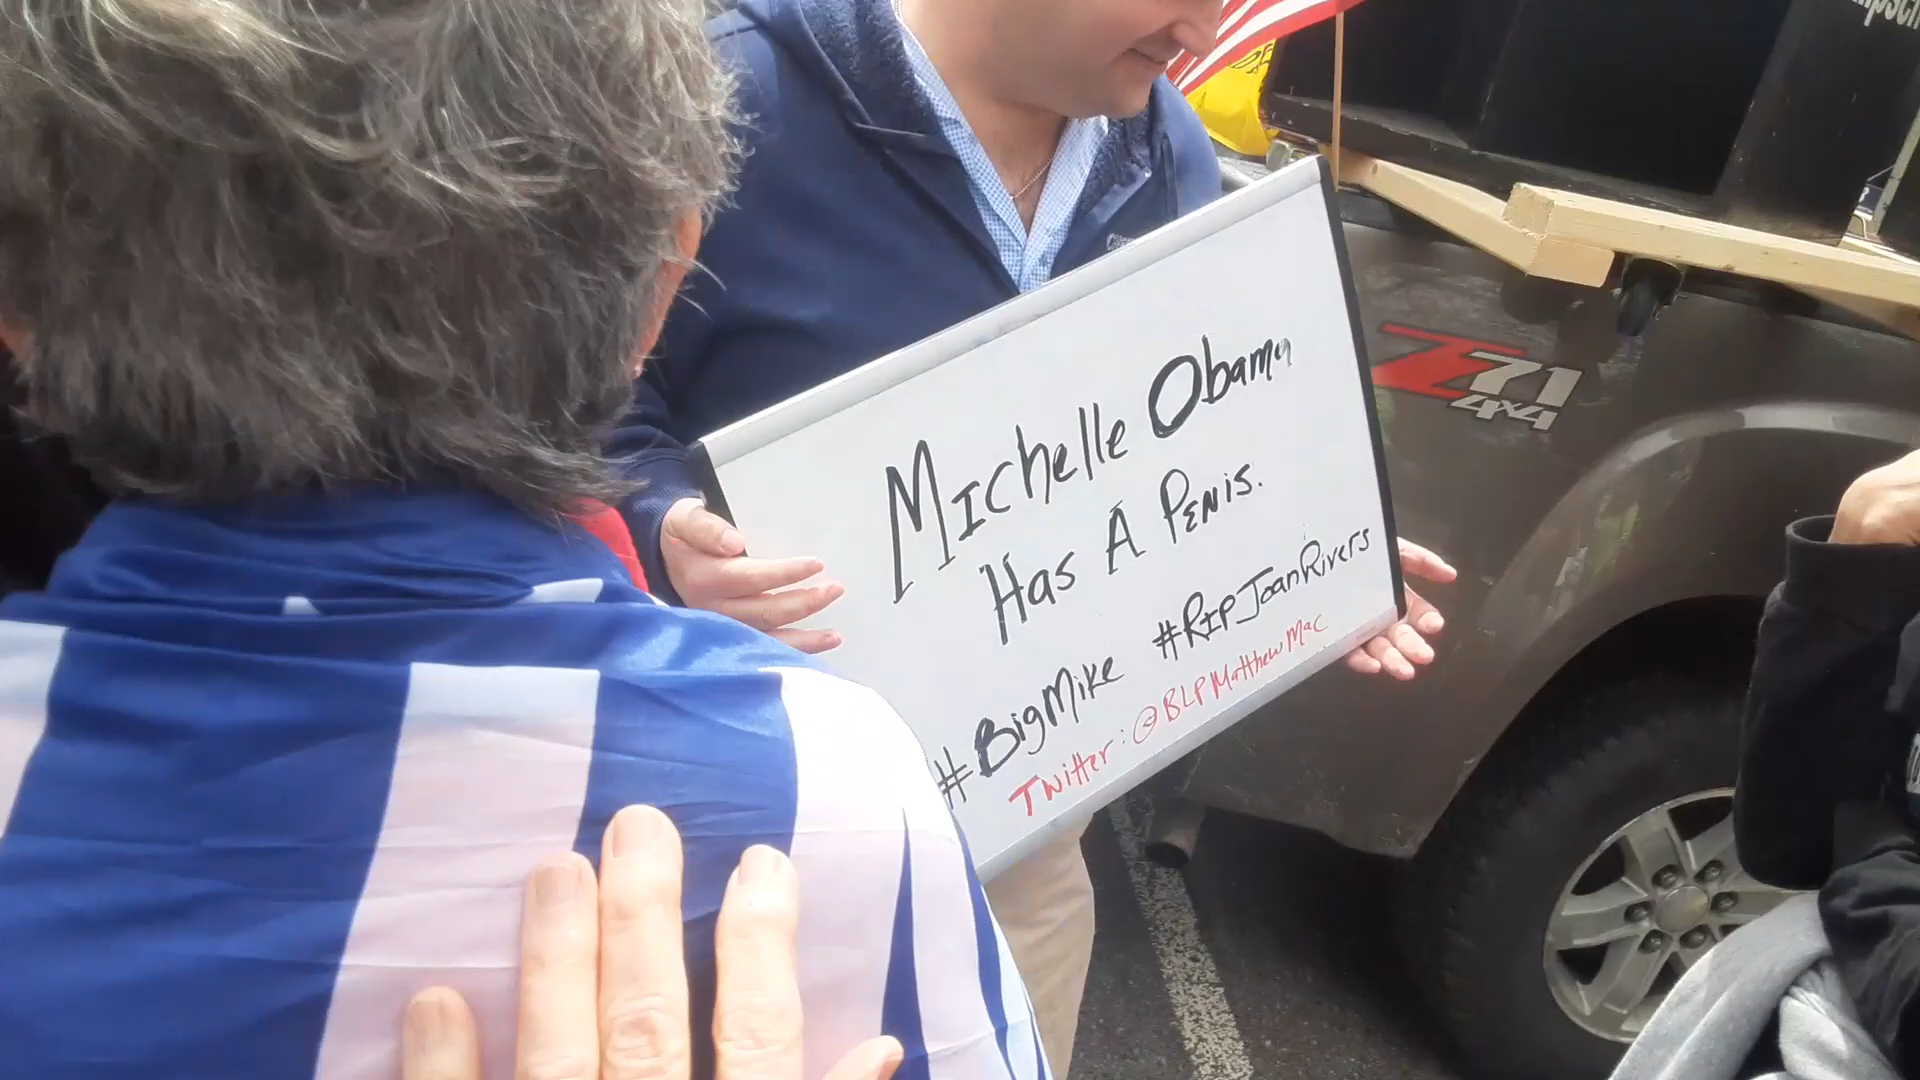 Michelle Obama
Has A Penis.
#BigMike #RIPJoanRivers
Twitter: @BLPMatthewMac
Z71
4x4